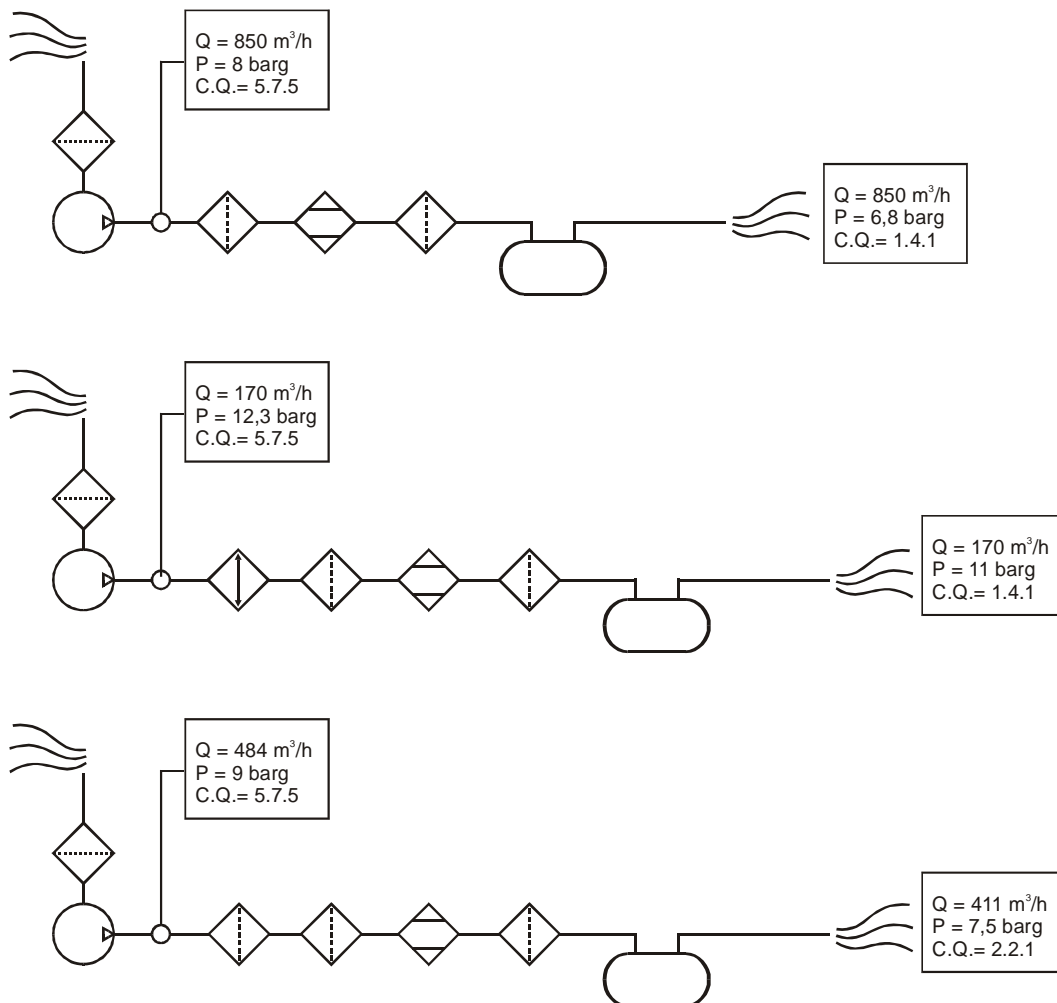 Q = 850 m³/h
P = 8 barg
C.Q.= 5.7.5
Q = 850 m³/h
P = 6,8 barg
C.Q.= 1.4.1
Q = 170 m³/h
P = 12,3 barg
C.Q.= 5.7.5
Q = 170 m³/h
P = 11 barg
C.Q.= 1.4.1
Q = 484 m³/h
P = 9 barg
C.Q.= 5.7.5
Q = 411 m³/h
P = 7,5 barg
C.Q.= 2.2.1